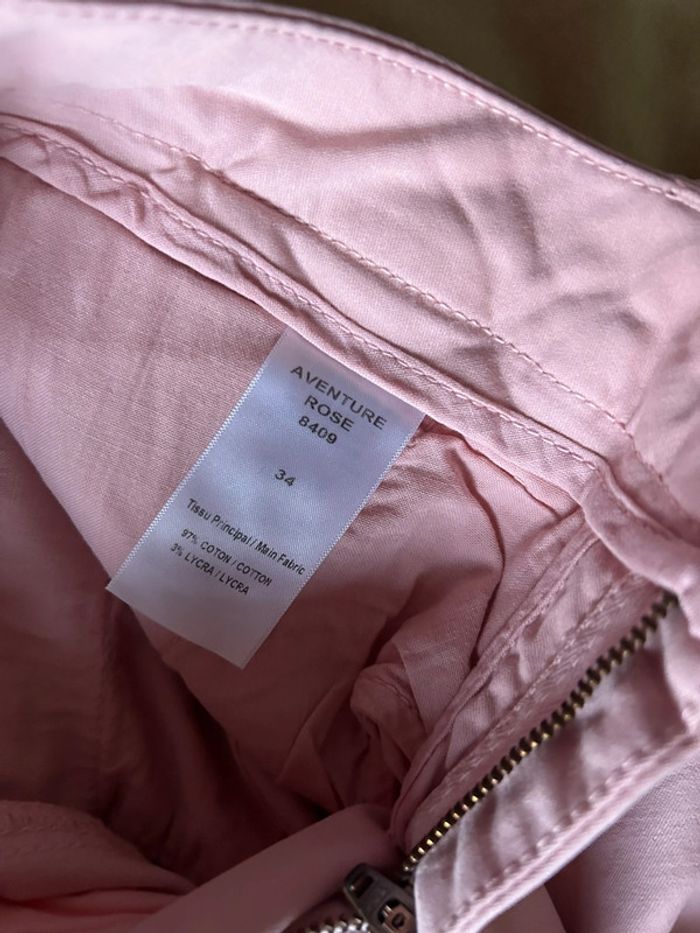 AVENTURE
ROSE
8409
34
Tissu Principal / Main Fabric
97% COTON / COTTON
3% LYCRA / LYCRA